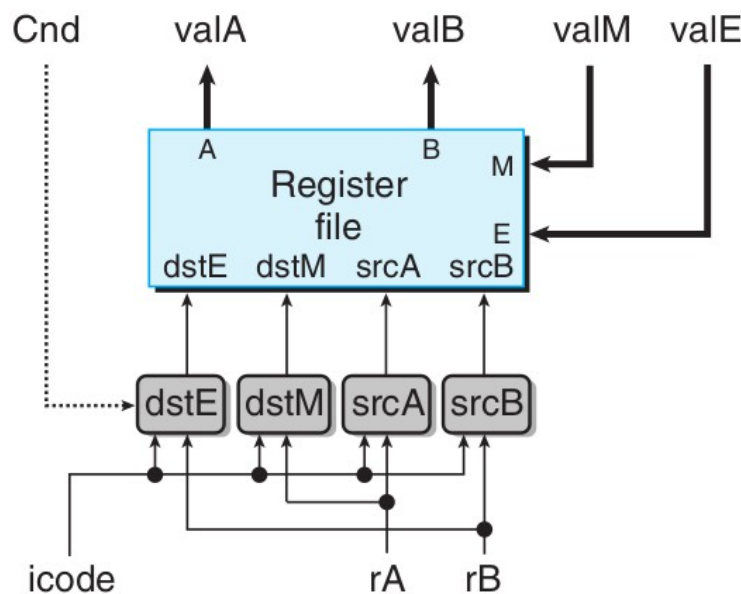 Cnd valA valB valM valE
A B
M
Register
file
E
dstE dstM srcA srcB
dstE dstM srcA srcB
icode rA rB